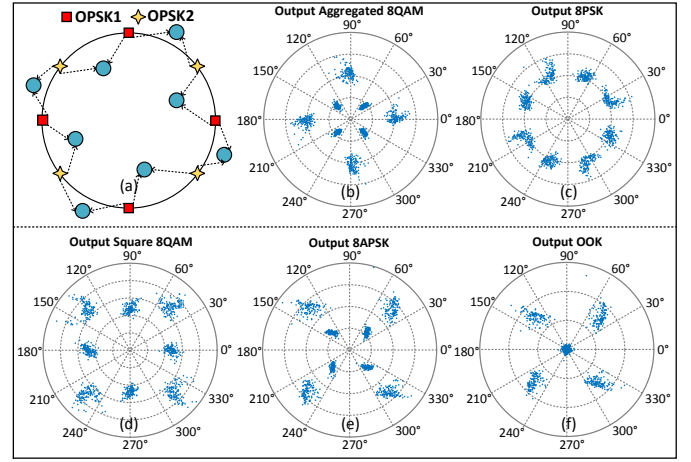 OPSK1 OPSK2
(a)
Output Aggregated 8QAM
90°
120° 60°
150° 30°
180° 0°
210° 330°
240° 300°
270°
(b)
Output 8PSK
90°
120° 60°
150° 30°
180° 0°
210° 330°
240° 300°
270°
(c)
Output Square 8QAM
90°
120° 60°
150° 30°
180° 0°
210° 330°
240° 300°
270°
(d)
Output 8APSK
90°
120° 60°
150° 30°
180° 0°
210° 330°
240° 300°
270°
(e)
Output OOK
90°
120° 60°
150° 30°
180° 0°
210° 330°
240° 300°
270°
(f)